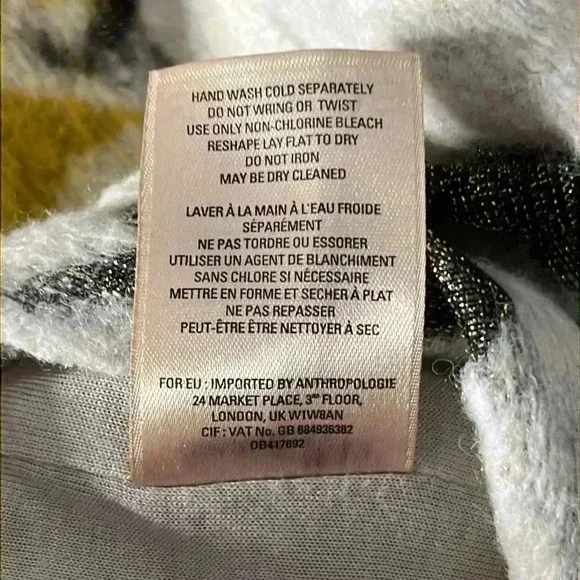 HAND WASH COLD SEPARATELY
DO NOT WRING OR TWIST
USE ONLY NON-CHLORINE BLEACH
RESHAPE LAY FLAT TO DRY
DO NOT IRON
MAY BE DRY CLEANED
LAVER À LA MAIN À L'EAU FROIDE
SÉPARÉMENT
NE PAS TORDRE OU ESSORER
UTILISER UN AGENT DE BLANCHIMENT
SANS CHLORE SI NÉCESSAIRE
METTRE EN FORME ET SECHER À PLAT
NE PAS REPASSER
PEUT-ÊTRE ÊTRE NETTOYER À SEC
FOR EU : IMPORTED BY ANTHROPOLOGIE
24 MARKET PLACE, 3RD FLOOR,
LONDON, UK W1W8AN
CIF : VAT No. GB 684936382
OB417692